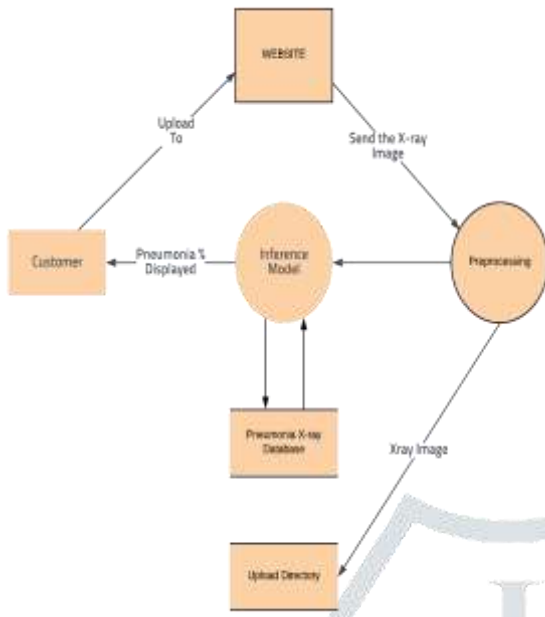 WEBSITE
Upload
To
Send the X-ray
Image
Customer
Pneumonia %
Displayed
Inference
Model
Preprocessing
Pneumonia X-ray
Database
Xray Image
Upload Directory